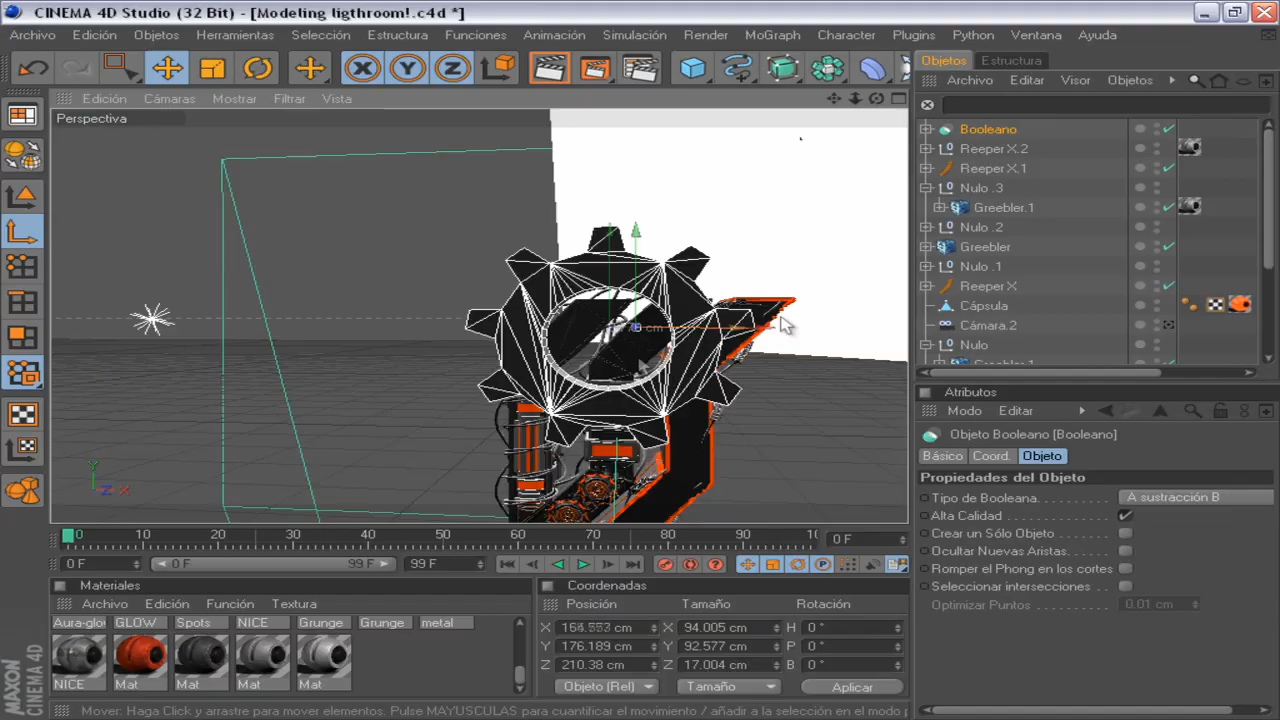 CINEMA 4D Studio (32 Bit) - [Modeling ligthroom!.c4d *]
Archivo Edición Objetos Herramientas Selección Estructura Funciones Animación Simulación Render MoGraph Character Plugins Python Ventana Ayuda
X Y Z
Objetos Estructura
Archivo Editar Visor Objetos
Edición Cámaras Mostrar Filtrar Vista
Perspectiva
Booleano
Reeper X.2
Reeper X.1
Nulo .3
Greebler.1
Nulo .2
Greebler
Nulo .1
Reeper X
Cápsula
Cámara.2
Nulo
Greebler.1
cm
Y
Z X
Atributos
Modo Editar
Objeto Booleano [Booleano]
Básico Coord. Objeto
Propiedades del Objeto
Tipo de Booleana. A sustracción B
Alta Calidad
Crear un Sólo Objeto
Ocultar Nuevas Aristas.
Romper el Phong en los cortes
Seleccionar intersecciones
Optimizar Puntos 0.01 cm
0 10 20 30 40 50 60 70 80 90 10 0 F
0 F 0 F 99 F 99 F
Materiales
Archivo Edición Función Textura
Aura-glo GLOW Spots NICE Grunge Grunge metal
NICE Mat Mat Mat Mat
Coordenadas
Posición Tamaño Rotación
X 164.553 cm X 94.005 cm H 0 °
Y 176.189 cm Y 92.577 cm P 0 °
Z 210.38 cm Z 17.004 cm B 0 °
Objeto (Rel) Tamaño Aplicar
MAXON
CINEMA 4D
Mover: Haga Click y arrastre para mover elementos. Pulse MAYUSCULAS para cuantificar el movimiento / añadir a la selección en el modo p